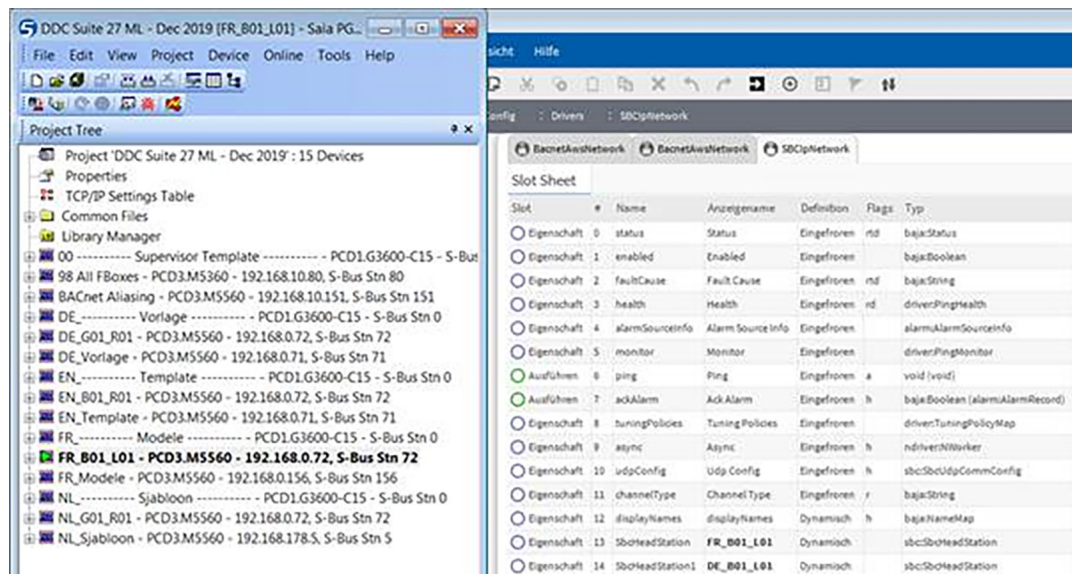 DDC Suite 27 ML - Dec 2019 [FR_B01_L01] - Saia PG...
File Edit View Project Device Online Tools Help
Project Tree
Project 'DDC Suite 27 ML - Dec 2019': 15 Devices
Properties
TCP/IP Settings Table
Common Files
Library Manager
00 ---------- Supervisor Template ---------- - PCD1.G3600-C15 - S-Bus
98 All FBoxes - PCD3.M5360 - 192.168.10.80, S-Bus Stn 80
BACnet Aliasing - PCD3.M5560 - 192.168.10.151, S-Bus Stn 151
DE_---------- Vorlage ---------- - PCD1.G3600-C15 - S-Bus Stn 0
DE_G01_R01 - PCD3.M5560 - 192.168.0.72, S-Bus Stn 72
DE_Vorlage - PCD3.M5560 - 192.168.0.71, S-Bus Stn 71
EN_---------- Template ---------- - PCD1.G3600-C15 - S-Bus Stn 0
EN_B01_R01 - PCD3.M5560 - 192.168.0.72, S-Bus Stn 72
EN_Template - PCD3.M5560 - 192.168.0.71, S-Bus Stn 71
FR_---------- Modele ---------- - PCD1.G3600-C15 - S-Bus Stn 0
FR_B01_L01 - PCD3.M5560 - 192.168.0.72, S-Bus Stn 72
FR_Modele - PCD3.M5560 - 192.168.0.156, S-Bus Stn 156
NL_---------- Sjabloon ---------- - PCD1.G3600-C15 - S-Bus Stn 0
NL_G01_R01 - PCD3.M5560 - 192.168.0.72, S-Bus Stn 72
NL_Sjabloon - PCD3.M5560 - 192.168.178.5, S-Bus Stn 5
sicht Hilfe
onfig : Drivers : SBCIpNetwork
BacnetAwsNetwork BacnetAwsNetwork SBCIpNetwork
Slot Sheet
Slot # Name Anzeigename Definition Flags Typ
Eigenschaft 0 status Status Eingefroren rtd baja:Status
Eigenschaft 1 enabled Enabled Eingefroren baja:Boolean
Eigenschaft 2 faultCause Fault Cause Eingefroren rtd baja:String
Eigenschaft 3 health Health Eingefroren rd driver:PingHealth
Eigenschaft 4 alarmSourceInfo Alarm Source Info Eingefroren alarm:AlarmSourceInfo
Eigenschaft 5 monitor Monitor Eingefroren driver:PingMonitor
Ausführen 6 ping Ping Eingefroren a void (void)
Ausführen 7 ackAlarm Ack Alarm Eingefroren h baja:Boolean (alarm:AlarmRecord)
Eigenschaft 8 tuningPolicies Tuning Policies Eingefroren driver:TuningPolicyMap
Eigenschaft 9 async Async Eingefroren h ndriver:NWorker
Eigenschaft 10 udpConfig Udp Config Eingefroren h sbc:SbcUdpCommConfig
Eigenschaft 11 channelType Channel Type Eingefroren r baja:String
Eigenschaft 12 displayNames displayNames Dynamisch h baja:NameMap
Eigenschaft 13 SbcHeadStation FR_B01_L01 Dynamisch sbc:SbcHeadStation
Eigenschaft 14 SbcHeadStation1 DE_B01_L01 Dynamisch sbc:SbcHeadStation